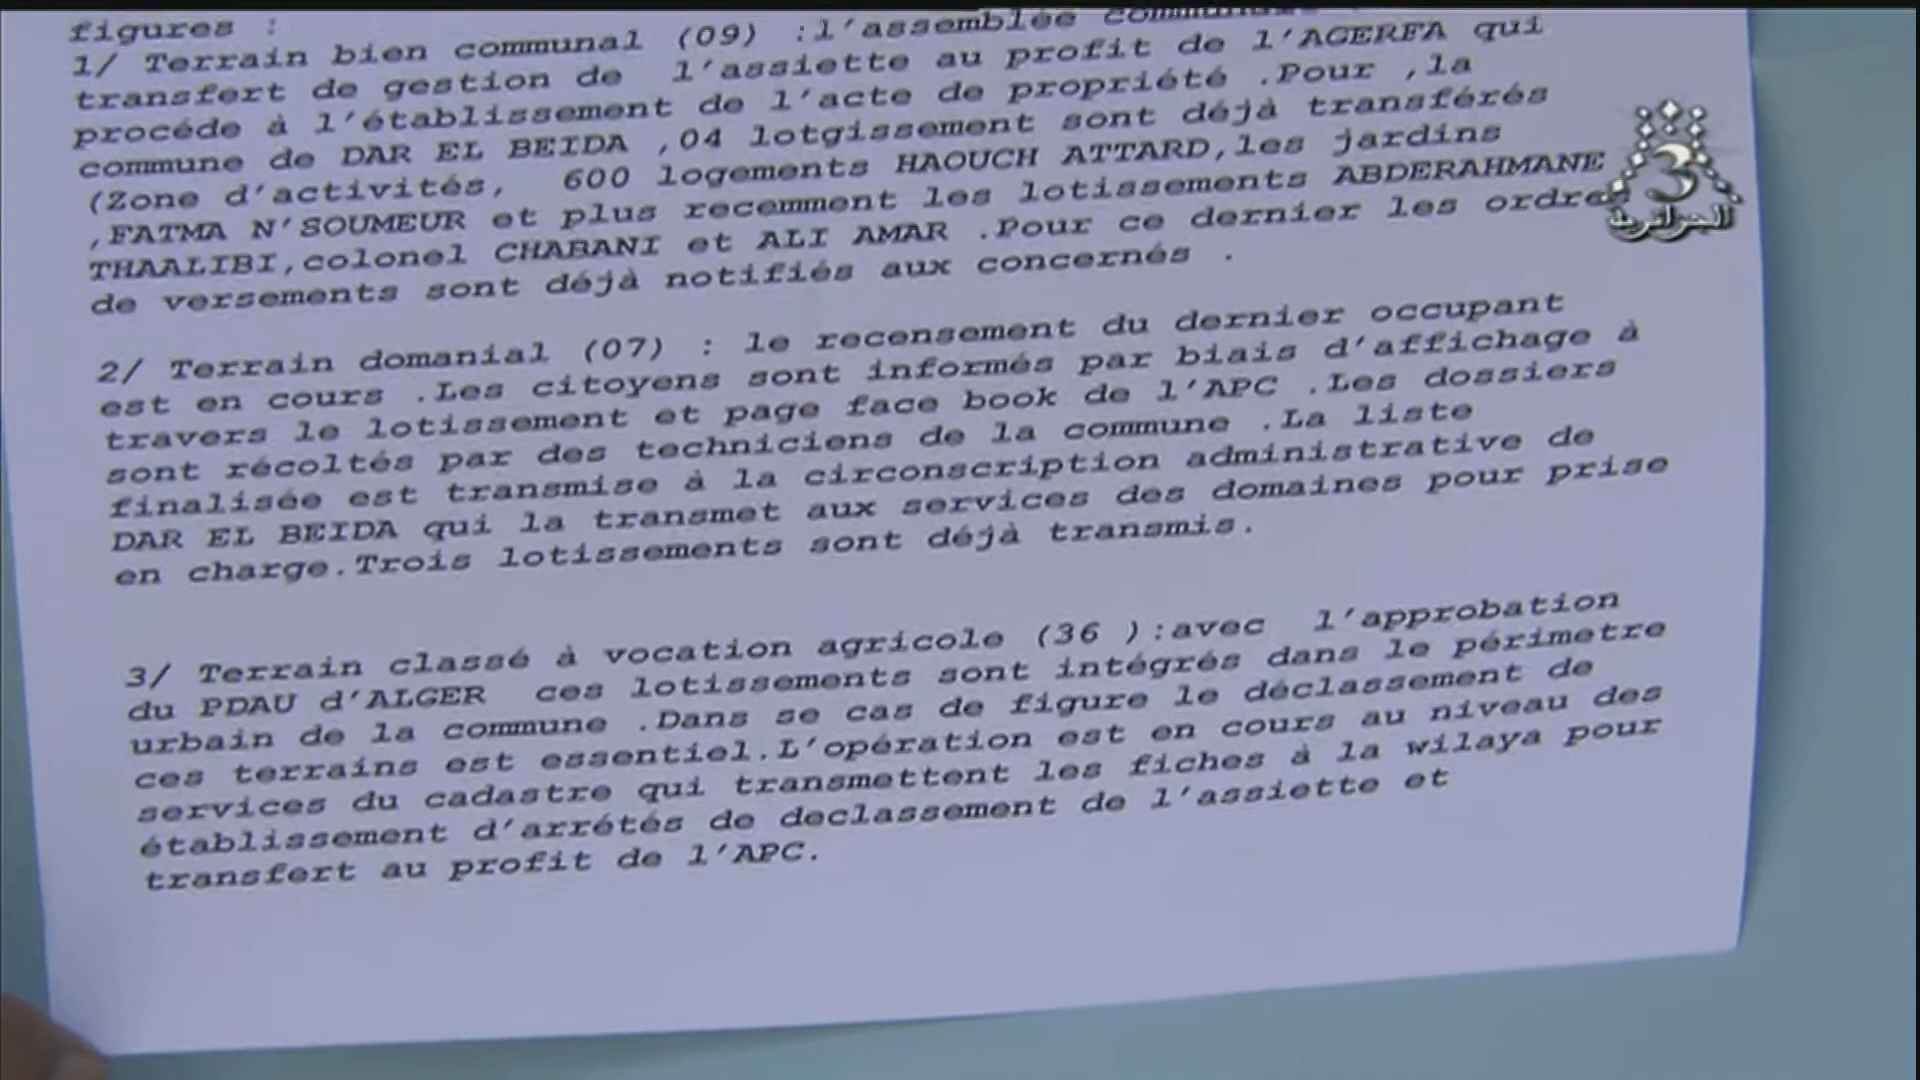 figures :
1/ Terrain bien communal (09) :l'assemblée
transfert de gestion de l'assiette au profit de l'AGERFA qui
procéde à l'établissement de l'acte de propriété .Pour ,la
commune de DAR EL BEIDA ,04 lotgissement sont déjà transférés
(Zone d'activités, 600 logements HAOUCH ATTARD,les jardins
,FATMA N'SOUMEUR et plus recemment les lotissements ABDERAHMANE
THAALIBI,colonel CHABANI et ALI AMAR .Pour ce dernier les ordres
de versements sont déjà notifiés aux concernés .
2/ Terrain domanial (07) : le recensement du dernier occupant
est en cours .Les citoyens sont informés par biais d'affichage à
travers le lotissement et page face book de l'APC .Les dossiers
sont récoltés par des techniciens de la commune .La liste
finalisée est transmise à la circonscription administrative de
DAR EL BEIDA qui la transmet aux services des domaines pour prise
en charge.Trois lotissements sont déjà transmis.
3/ Terrain classé à vocation agricole (36 ):avec l'approbation
du PDAU d'ALGER ces lotissements sont intégrés dans le périmetre
urbain de la commune .Dans se cas de figure le déclassement de
ces terrains est essentiel.L'opération est en cours au niveau des
services du cadastre qui transmettent les fiches à la wilaya pour
établissement d'arrétés de declassement de l'assiette et
transfert au profit de l'APC.
3
الجزائرية